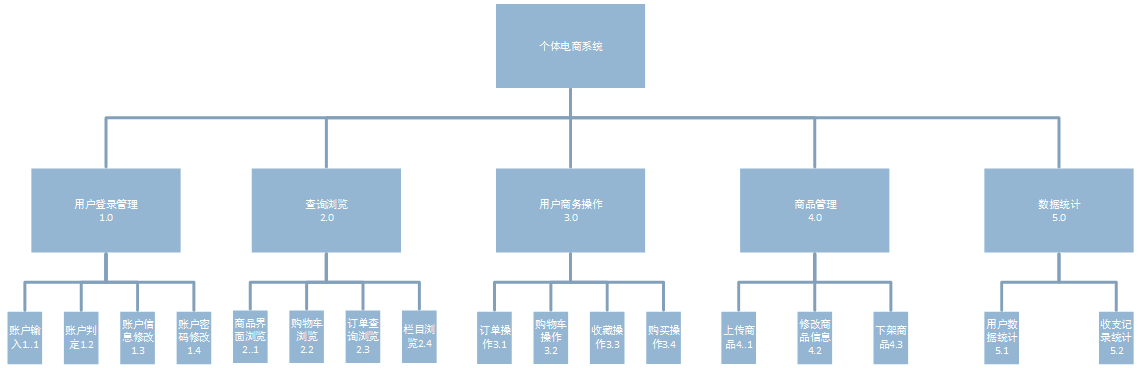 个体电商系统
用户登录管理
1.0
查询浏览
2.0
用户商务操作
3.0
商品管理
4.0
数据统计
5.0
账户输
入1..1
账户判
定1.2
账户信
息修改
1.3
账户密
码修改
1.4
商品界
面浏览
2..1
购物车
浏览
2.2
订单查
询浏览
2.3
栏目浏
览2.4
订单操
作3.1
购物车
操作
3.2
收藏操
作3.3
购买操
作3.4
上传商
品4..1
修改商
品信息
4.2
下架商
品4.3
用户数
据统计
5.1
收支记
录统计
5.2